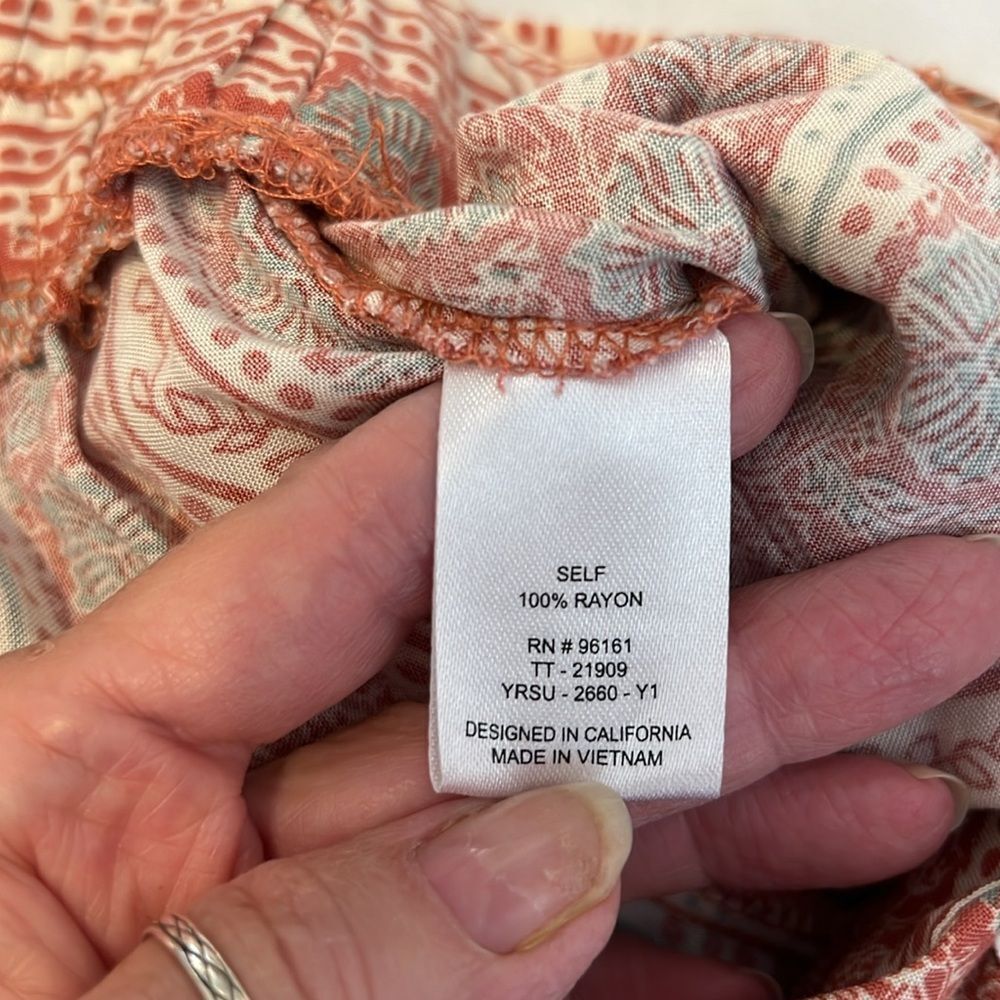 SELF
100% RAYON
RN # 96161
TT - 21909
YRSU - 2660 - Y1
DESIGNED IN CALIFORNIA
MADE IN VIETNAM